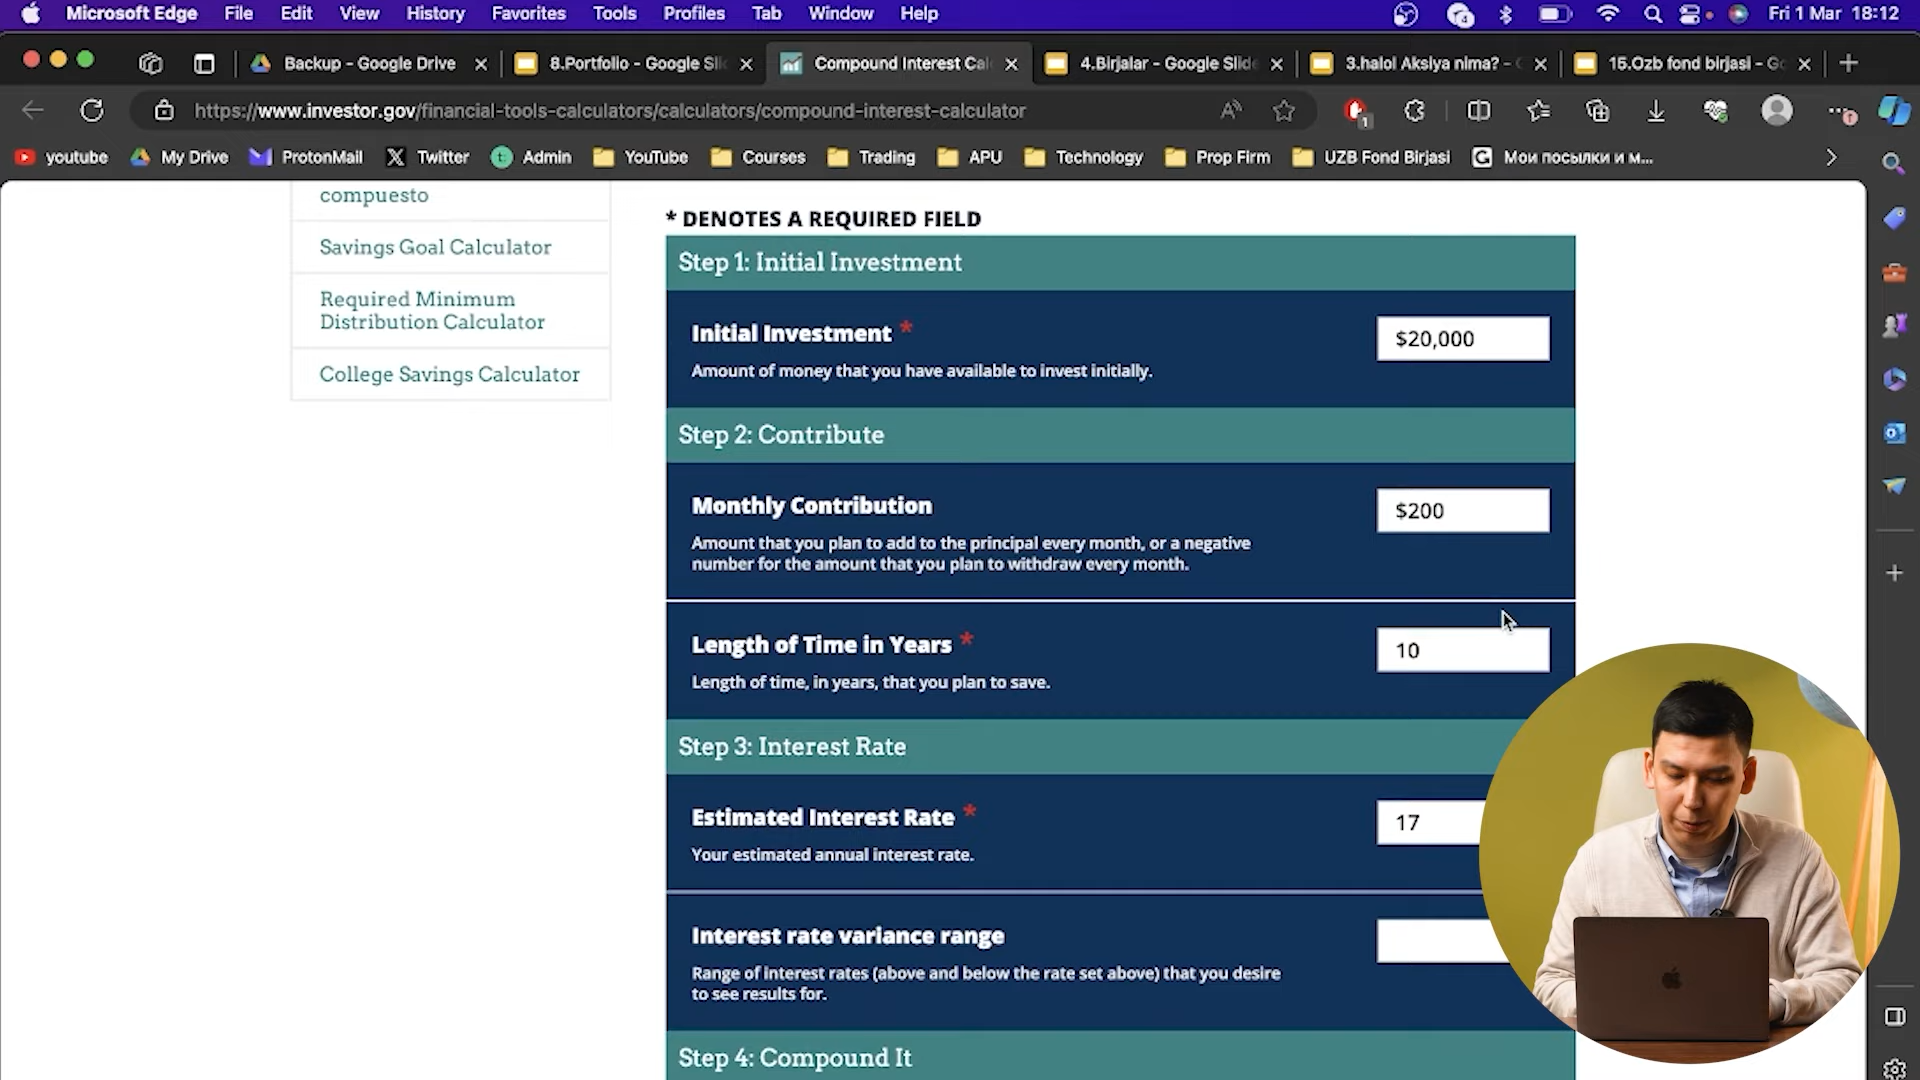 Microsoft Edge File Edit View History Favorites Tools Profiles Tab Window Help Fri 1 Mar 18:12
Backup - Google Drive 8.Portfolio - Google Sli Compound Interest Cal 4.Birjalar - Google Slide 3.halol Aksiya nima? - G 15.Ozb fond birjasi - Go
https://www.investor.gov/financial-tools-calculators/calculators/compound-interest-calculator
youtube My Drive ProtonMail Twitter Admin YouTube Courses Trading APU Technology Prop Firm UZB Fond Birjasi Мои посылки и м...
compuesto
Savings Goal Calculator
Required Minimum
Distribution Calculator
College Savings Calculator
* DENOTES A REQUIRED FIELD
Step 1: Initial Investment
Initial Investment * $20,000
Amount of money that you have available to invest initially.
Step 2: Contribute
Monthly Contribution $200
Amount that you plan to add to the principal every month, or a negative
number for the amount that you plan to withdraw every month.
Length of Time in Years * 10
Length of time, in years, that you plan to save.
Step 3: Interest Rate
Estimated Interest Rate * 17
Your estimated annual interest rate.
Interest rate variance range
Range of interest rates (above and below the rate set above) that you desire
to see results for.
Step 4: Compound It